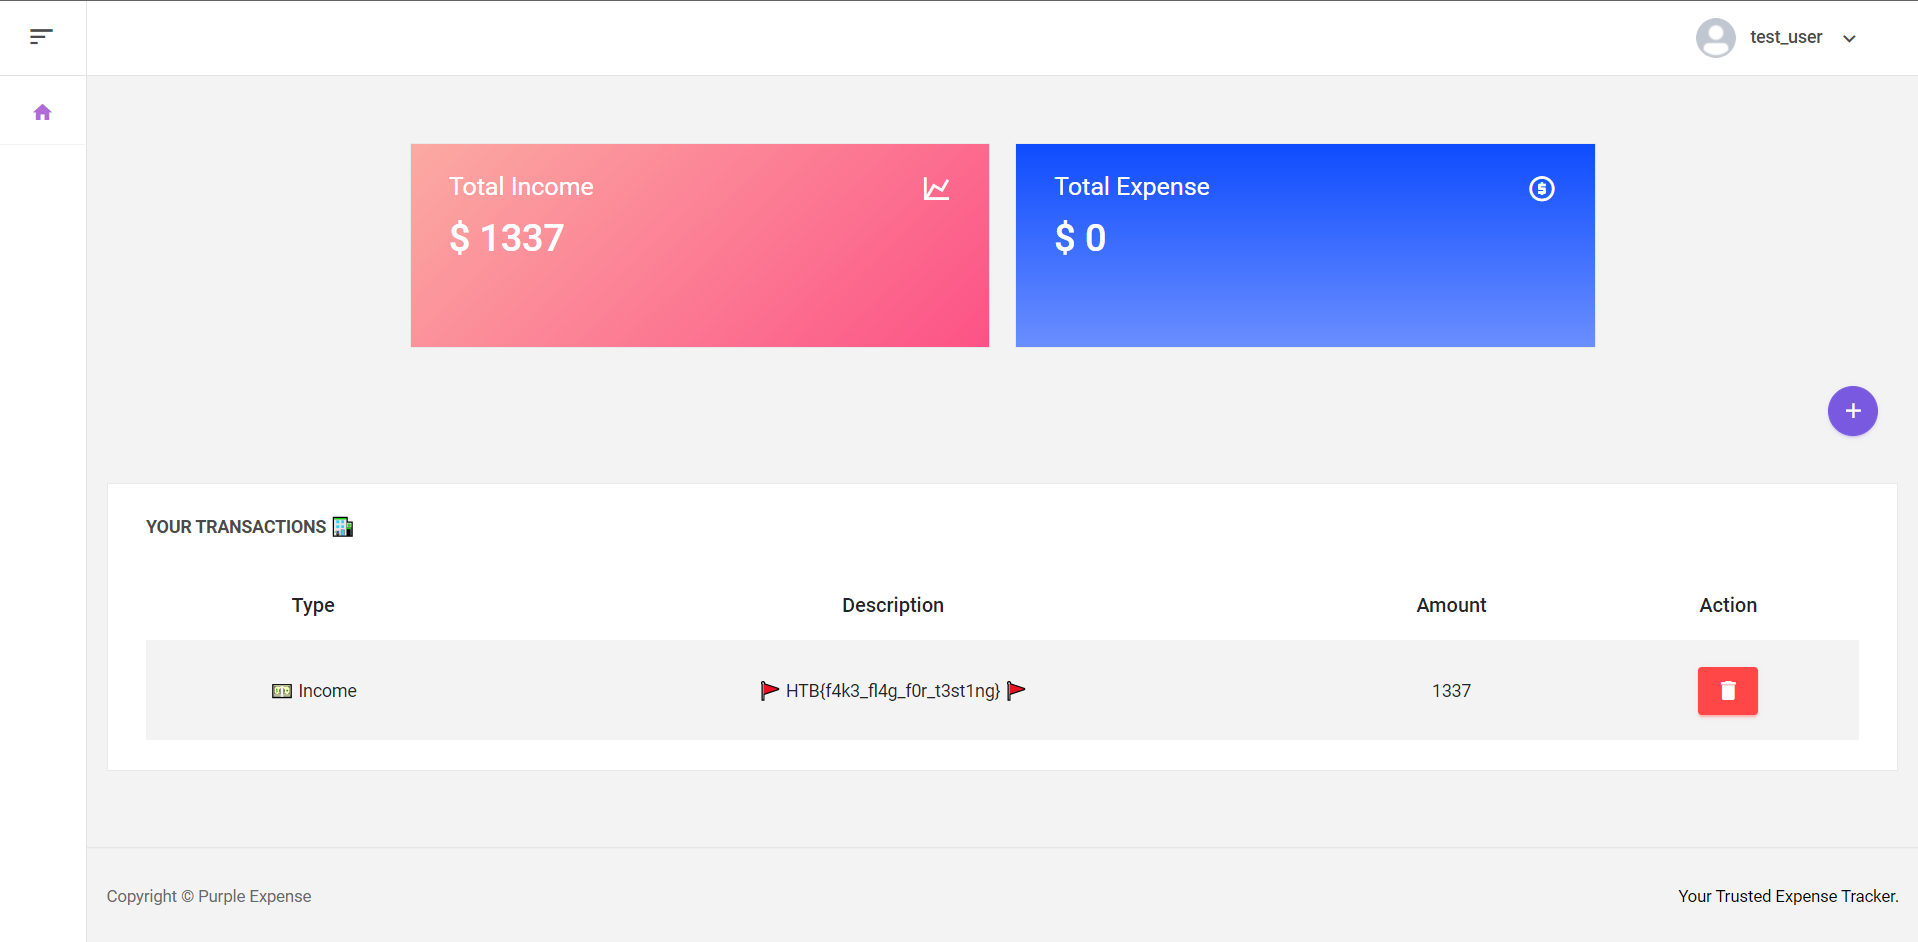 test_user
Total Income
$ 1337
Total Expense
$ 0
YOUR TRANSACTIONS
Type Description Amount Action
Income HTB{f4k3_fl4g_f0r_t3st1ng} 1337
Copyright © Purple Expense Your Trusted Expense Tracker.